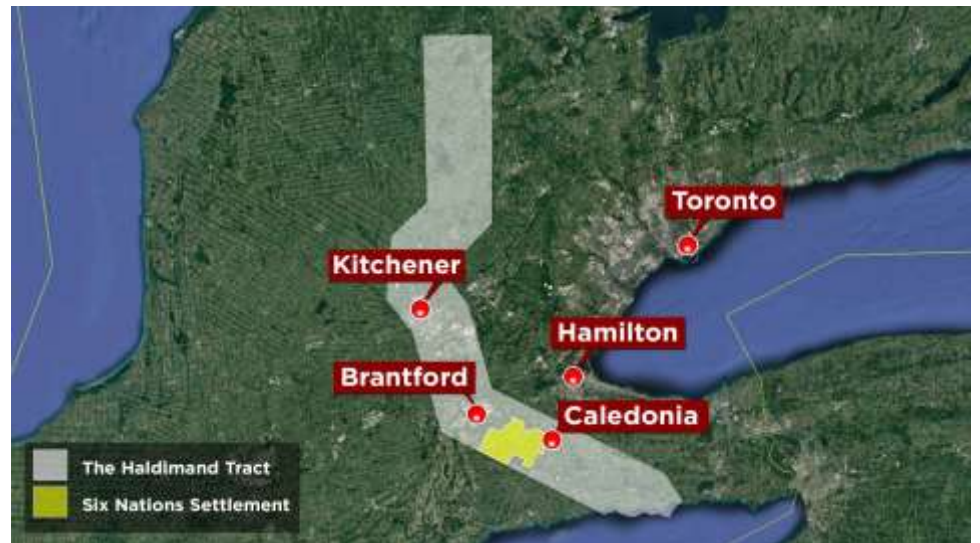 Toronto
Kitchener
Hamilton
Brantford
Caledonia
The Haldimand Tract
Six Nations Settlement